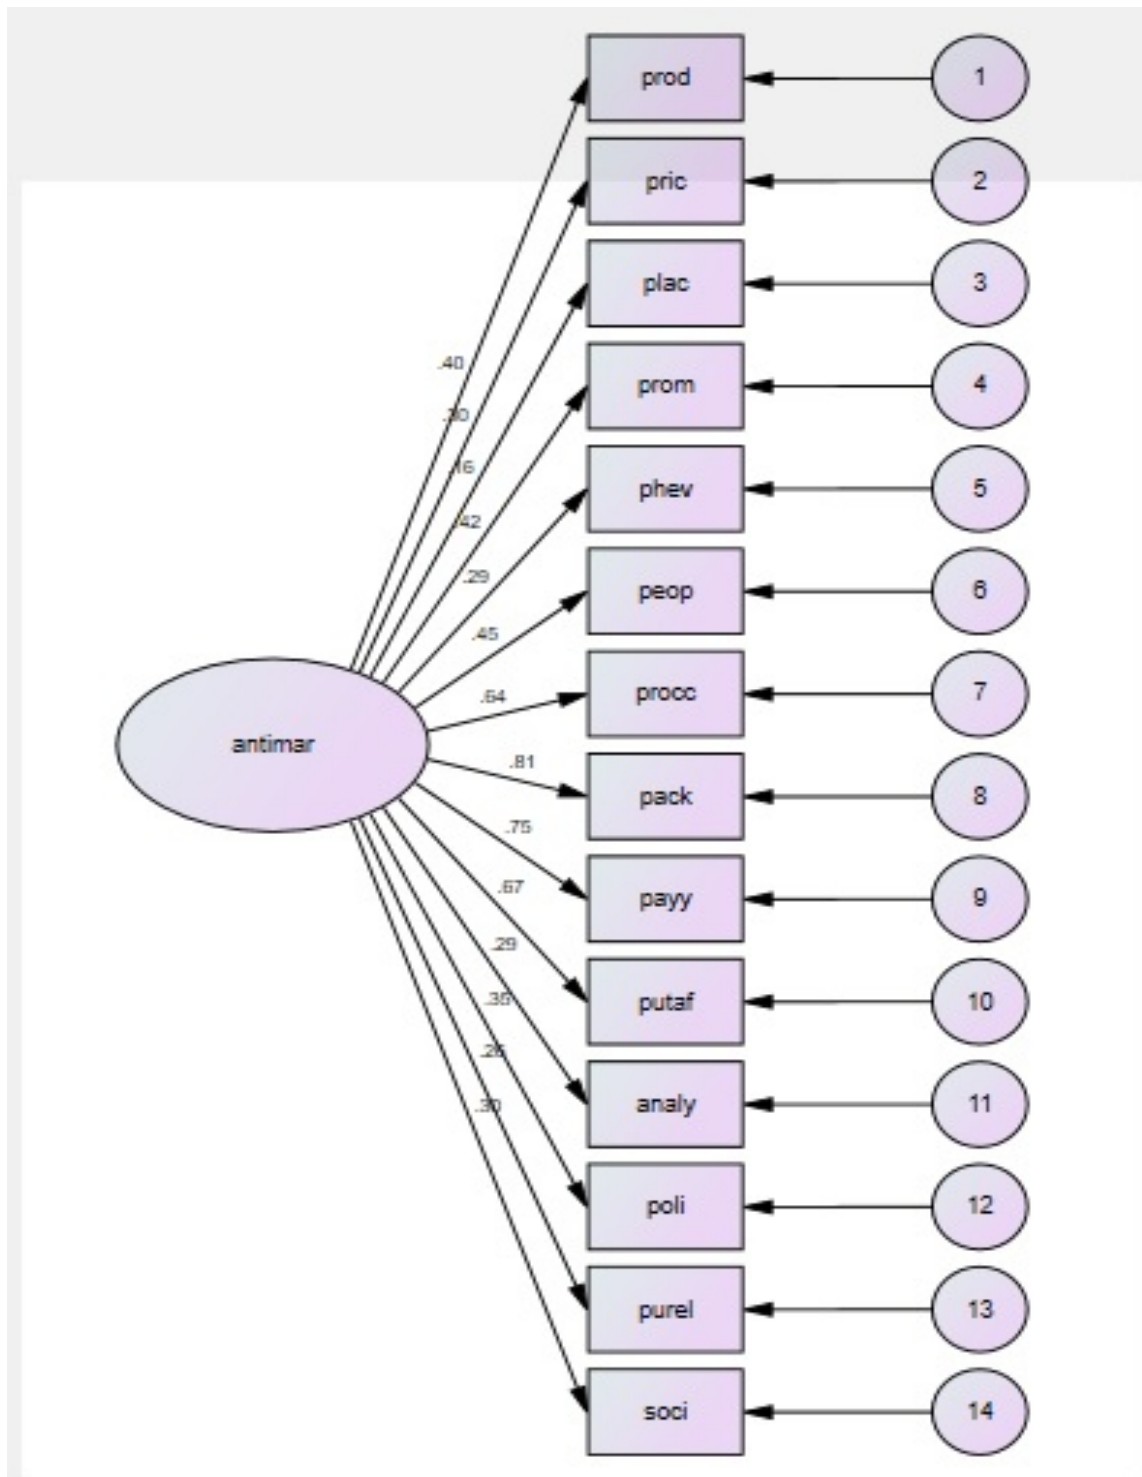 prod
1
pric
2
plac
3
.40
prom
4
.30
.16
phev
5
.42
.29
peop
6
.45
procc
7
.64
antimar
.81
pack
8
.75
payy
9
.67
.29
putaf
10
.35
.26
analy
11
.30
poli
12
purel
13
soci
14